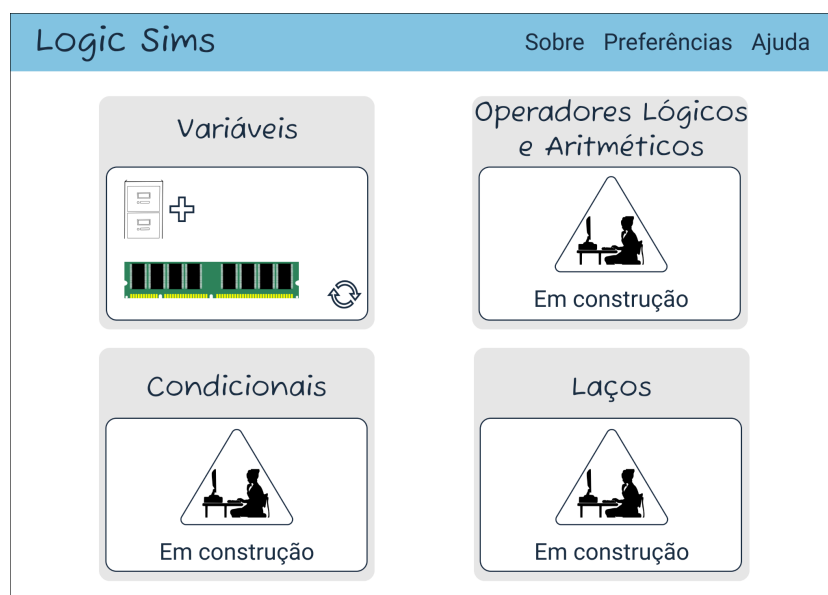 Logic Sims
Sobre Preferências Ajuda
Variáveis
Operadores Lógicos
e Aritméticos
Em construção
Condicionais
Laços
Em construção
Em construção